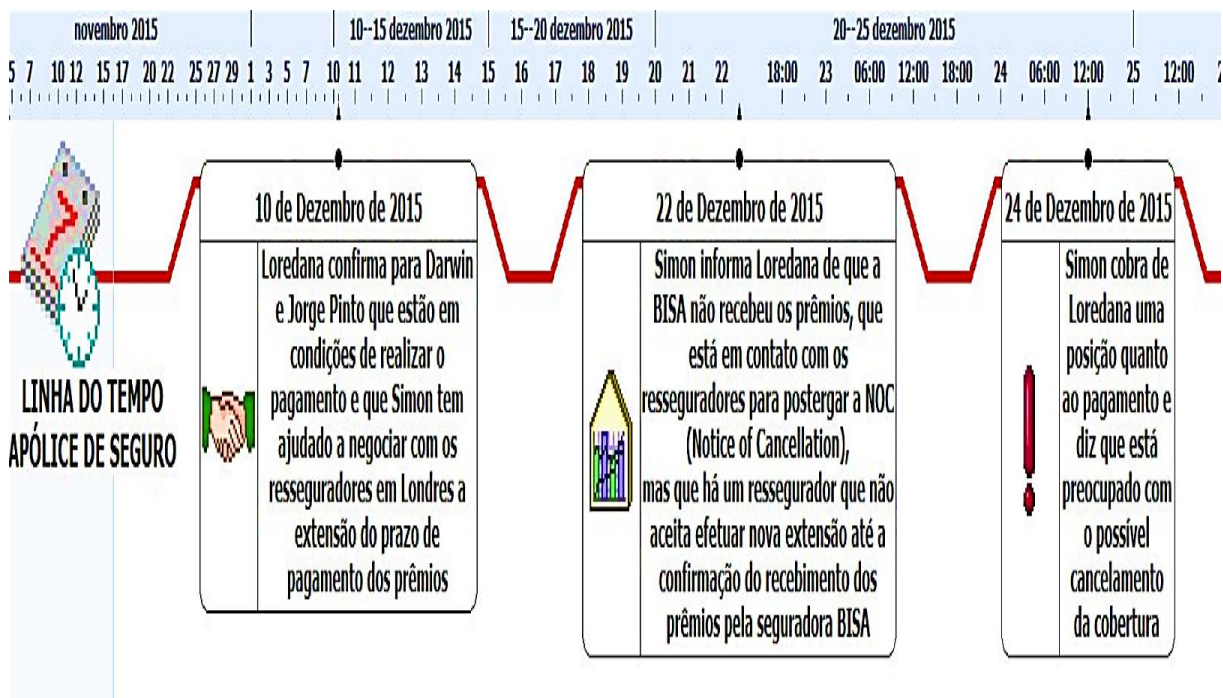 novembro 2015
10--15 dezembro 2015
15--20 dezembro 2015
20--25 dezembro 2015
5 7 10 12 15 17 20 22 25 27 29 1 3 5 7 10 11 12 13 14 15 16 17 18 19 20 21 22 18:00 23 06:00 12:00 18:00 24 06:00 12:00 25 12:00
LINHA DO TEMPO
APÓLICE DE SEGURO
10 de Dezembro de 2015
Loredana confirma para Darwin
e Jorge Pinto que estão em
condições de realizar o
pagamento e que Simon tem
ajudado a negociar com os
resseguradores em Londres a
extensão do prazo de
pagamento dos prêmios
22 de Dezembro de 2015
Simon informa Loredana de que a
BISA não recebeu os prêmios, que
está em contato com os
resseguradores para postergar a NOC
(Notice of Cancellation),
mas que há um ressegurador que não
aceita efetuar nova extensão até a
confirmação do recebimento dos
prêmios pela seguradora BISA
24 de Dezembro de 2015
Simon cobra de
Loredana uma
posição quanto
ao pagamento e
diz que está
preocupado com
o possível
cancelamento
da cobertura